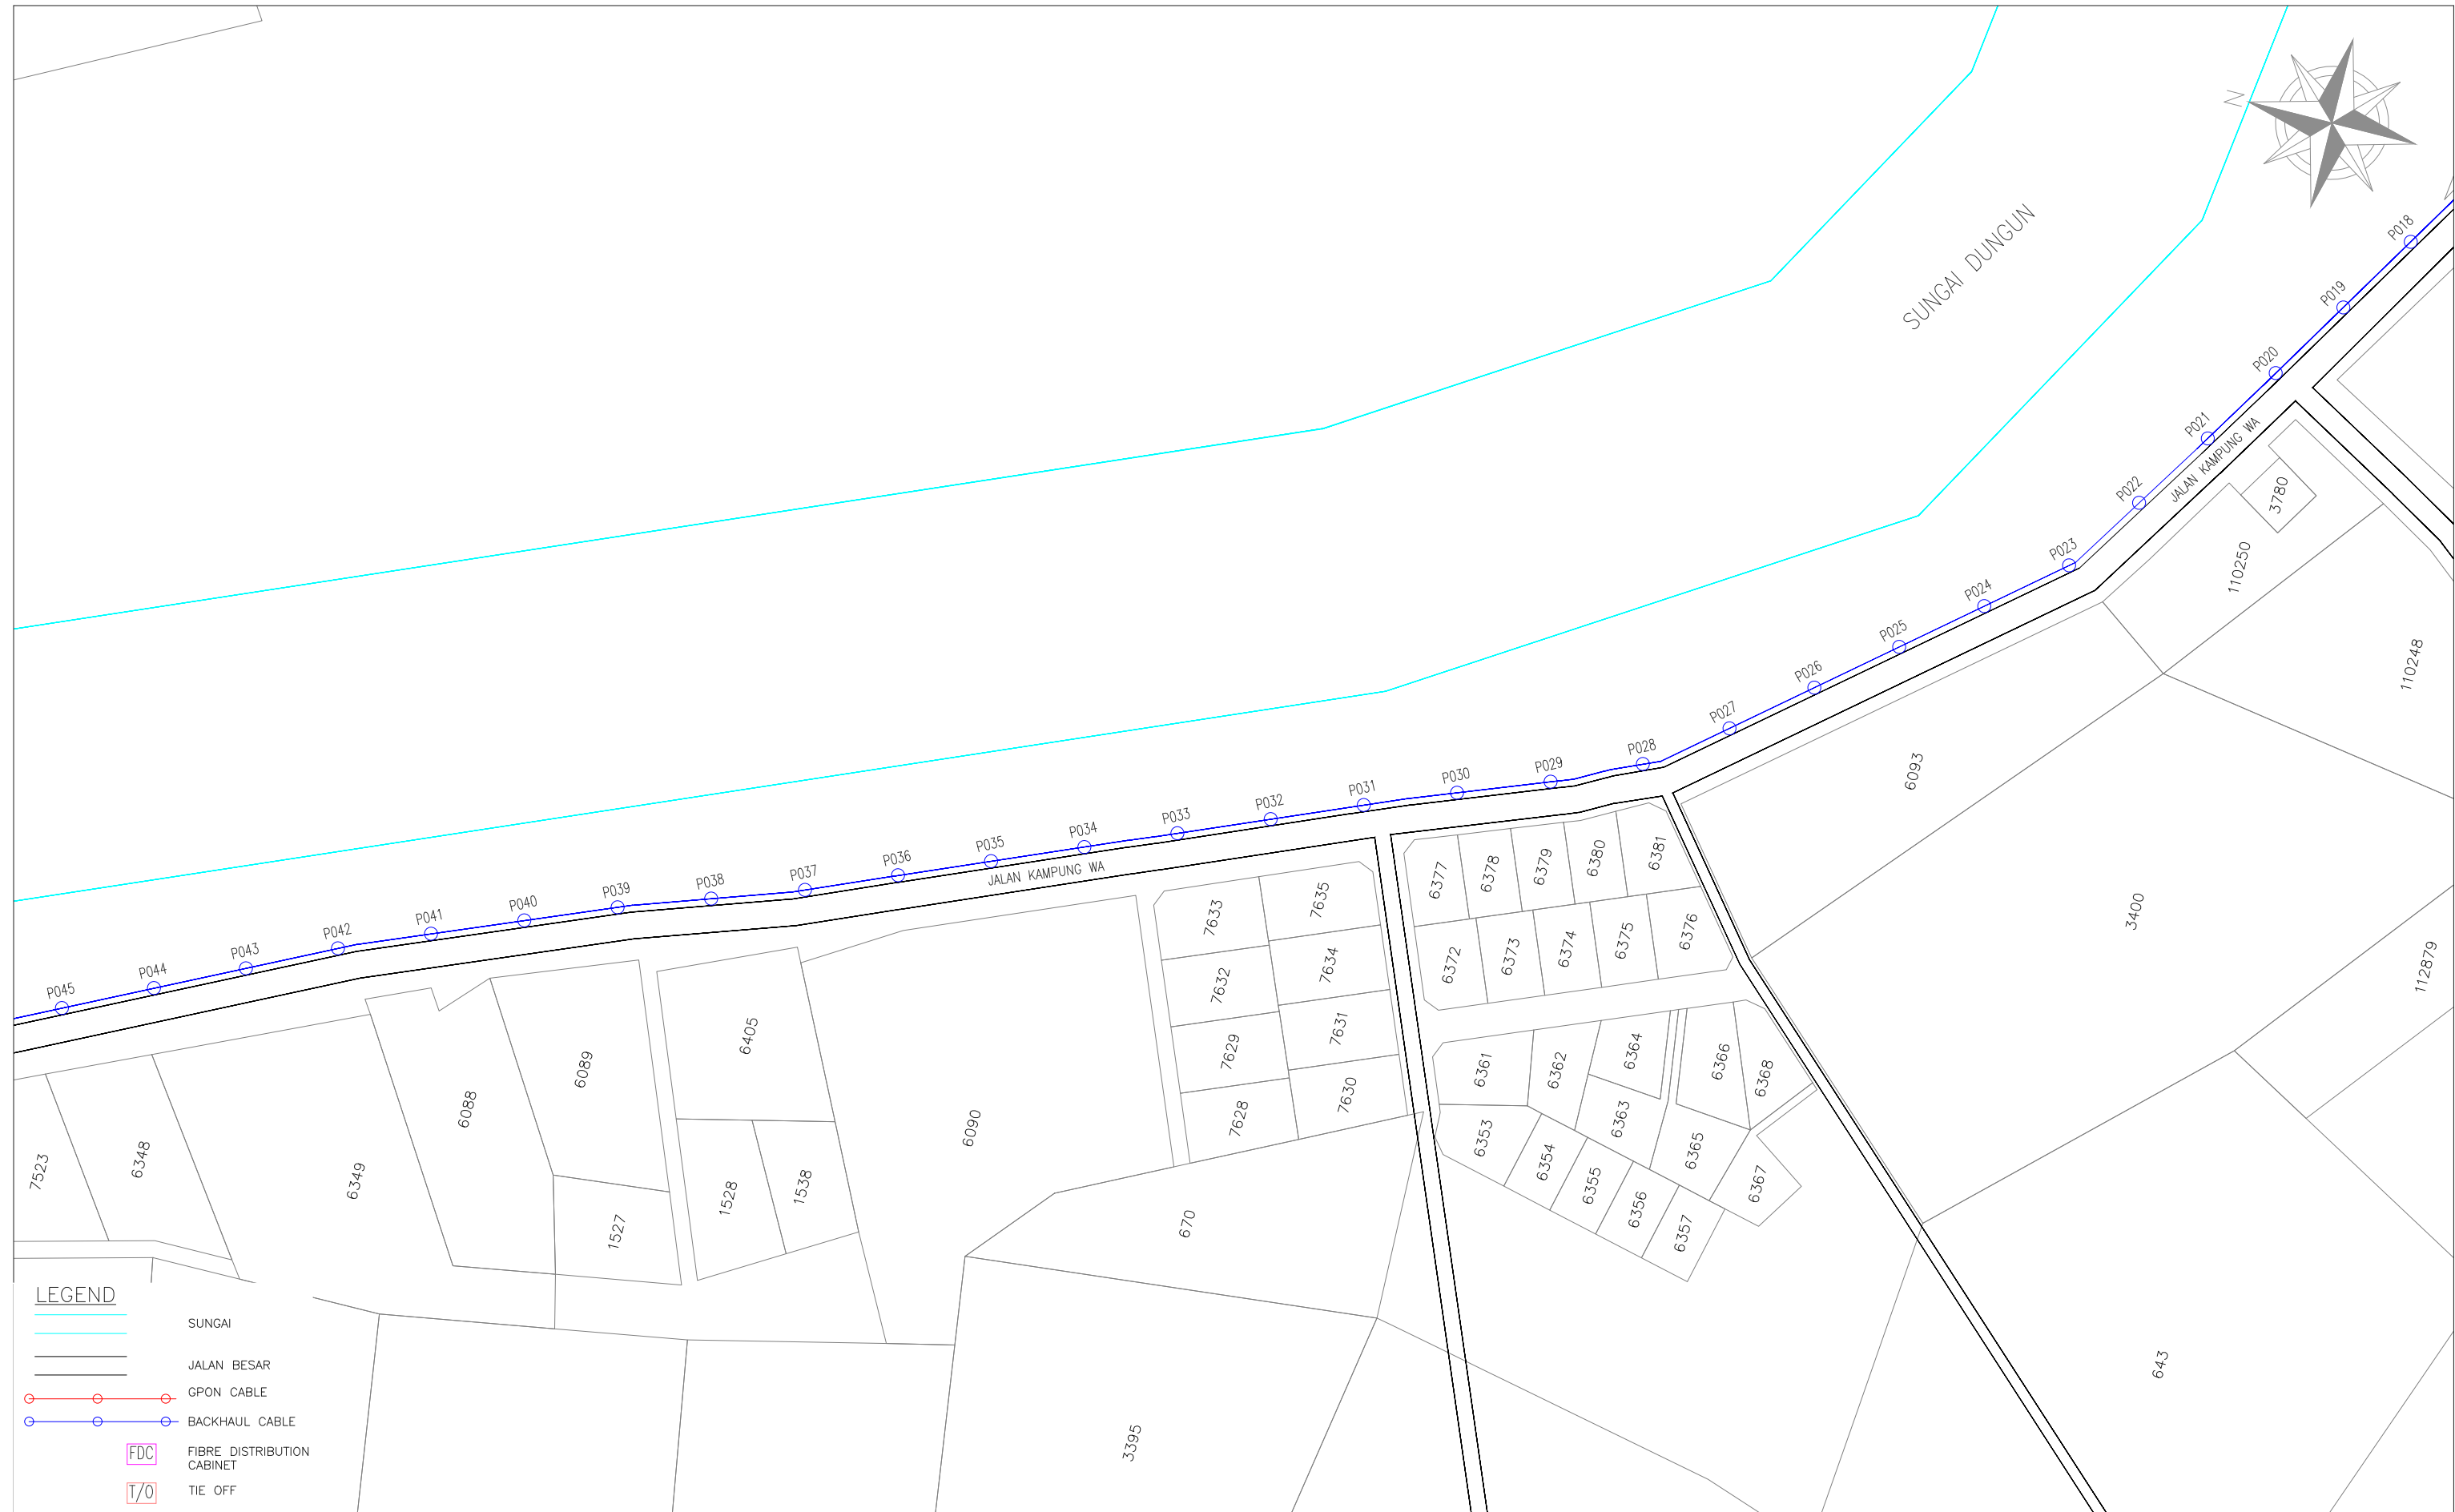 N
SUNGAI DUNGUN
P018
P019
P020
P021
JALAN KAMPUNG WA
P022
P023
P024
P025
P026
P027
P028
P029
P030
P031
P032
P033
P034
P035
P036
P037
P038
P039
P040
P041
P042
P043
P044
P045
JALAN KAMPUNG WA
3780
110250
110248
6093
3400
112879
643
6377
6378
6379
6380
6381
6372
6373
6374
6375
6376
7633
7635
7632
7634
7629
7631
7628
7630
6361
6362
6364
6366
6368
6353
6354
6363
6365
6355
6356
6357
6367
6405
6089
6088
6090
6348
6349
7523
1527
1528
1538
670
3395
LEGEND
SUNGAI
JALAN BESAR
GPON CABLE
BACKHAUL CABLE
FDC
FIBRE DISTRIBUTION
CABINET
T/O
TIE OFF